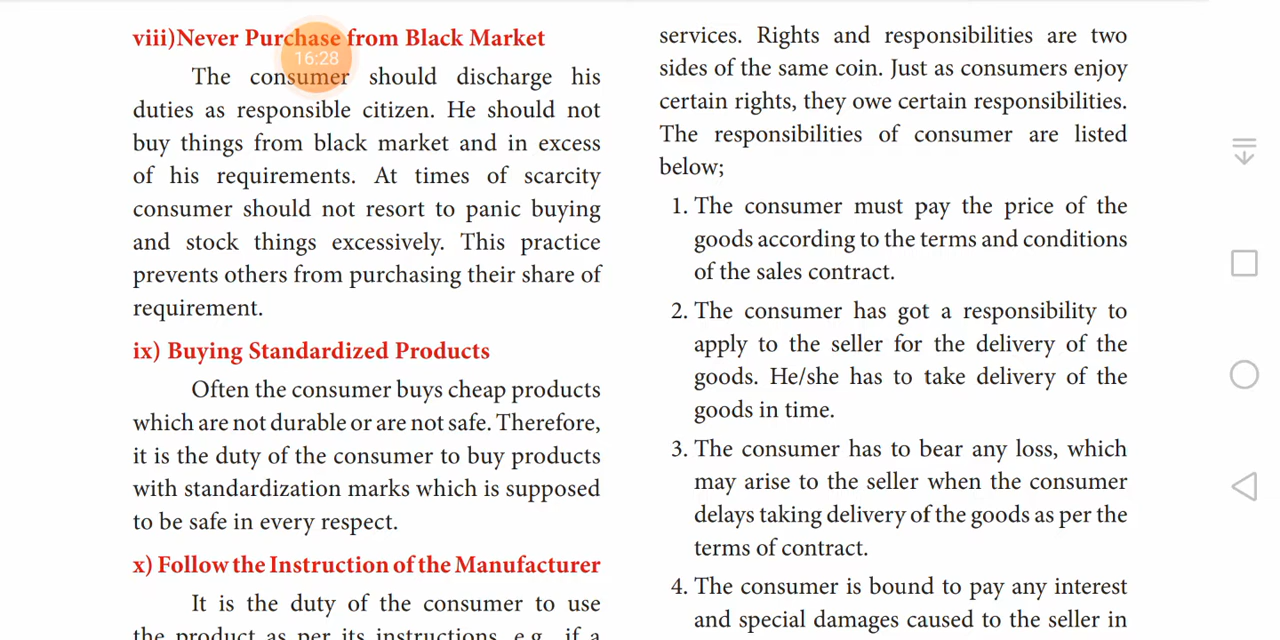 viii)Never Purchase from Black Market
The consumer should discharge his
duties as responsible citizen. He should not
buy things from black market and in excess
of his requirements. At times of scarcity
consumer should not resort to panic buying
and stock things excessively. This practice
prevents others from purchasing their share of
requirement.
ix) Buying Standardized Products
Often the consumer buys cheap products
which are not durable or are not safe. Therefore,
it is the duty of the consumer to buy products
with standardization marks which is supposed
to be safe in every respect.
x) Follow the Instruction of the Manufacturer
It is the duty of the consumer to use
the product as per its instructions, e.g., if a
services. Rights and responsibilities are two
sides of the same coin. Just as consumers enjoy
certain rights, they owe certain responsibilities.
The responsibilities of consumer are listed
below;
1. The consumer must pay the price of the
goods according to the terms and conditions
of the sales contract.
2. The consumer has got a responsibility to
apply to the seller for the delivery of the
goods. He/she has to take delivery of the
goods in time.
3. The consumer has to bear any loss, which
may arise to the seller when the consumer
delays taking delivery of the goods as per the
terms of contract.
4. The consumer is bound to pay any interest
and special damages caused to the seller in
16:28